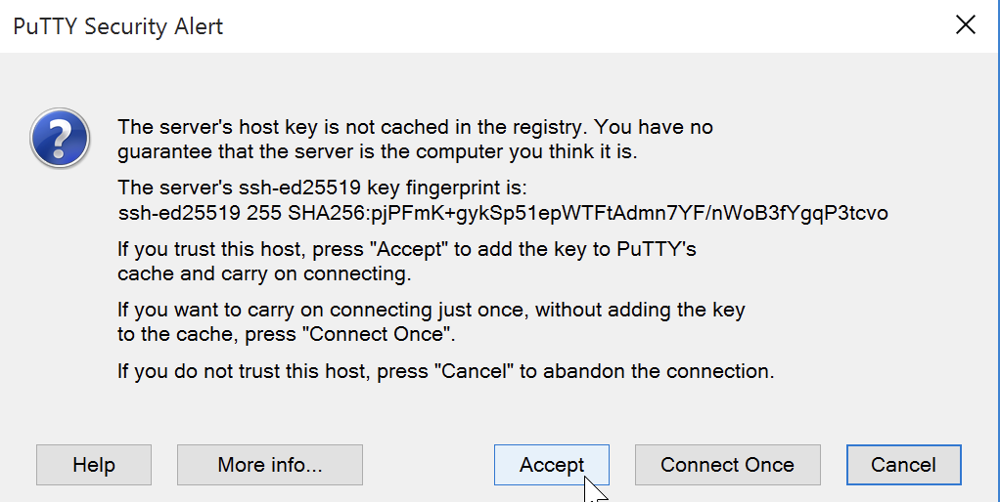 PuTTY Security Alert
The server's host key is not cached in the registry. You have no
guarantee that the server is the computer you think it is.
The server's ssh-ed25519 key fingerprint is:
ssh-ed25519 255 SHA256:pjPFmK+gykSp51epWTFtAdmn7YF/nWoB3fYgqP3tcvo
If you trust this host, press "Accept" to add the key to PuTTY's
cache and carry on connecting.
If you want to carry on connecting just once, without adding the key
to the cache, press "Connect Once".
If you do not trust this host, press "Cancel" to abandon the connection.
Help More info... Accept Connect Once Cancel